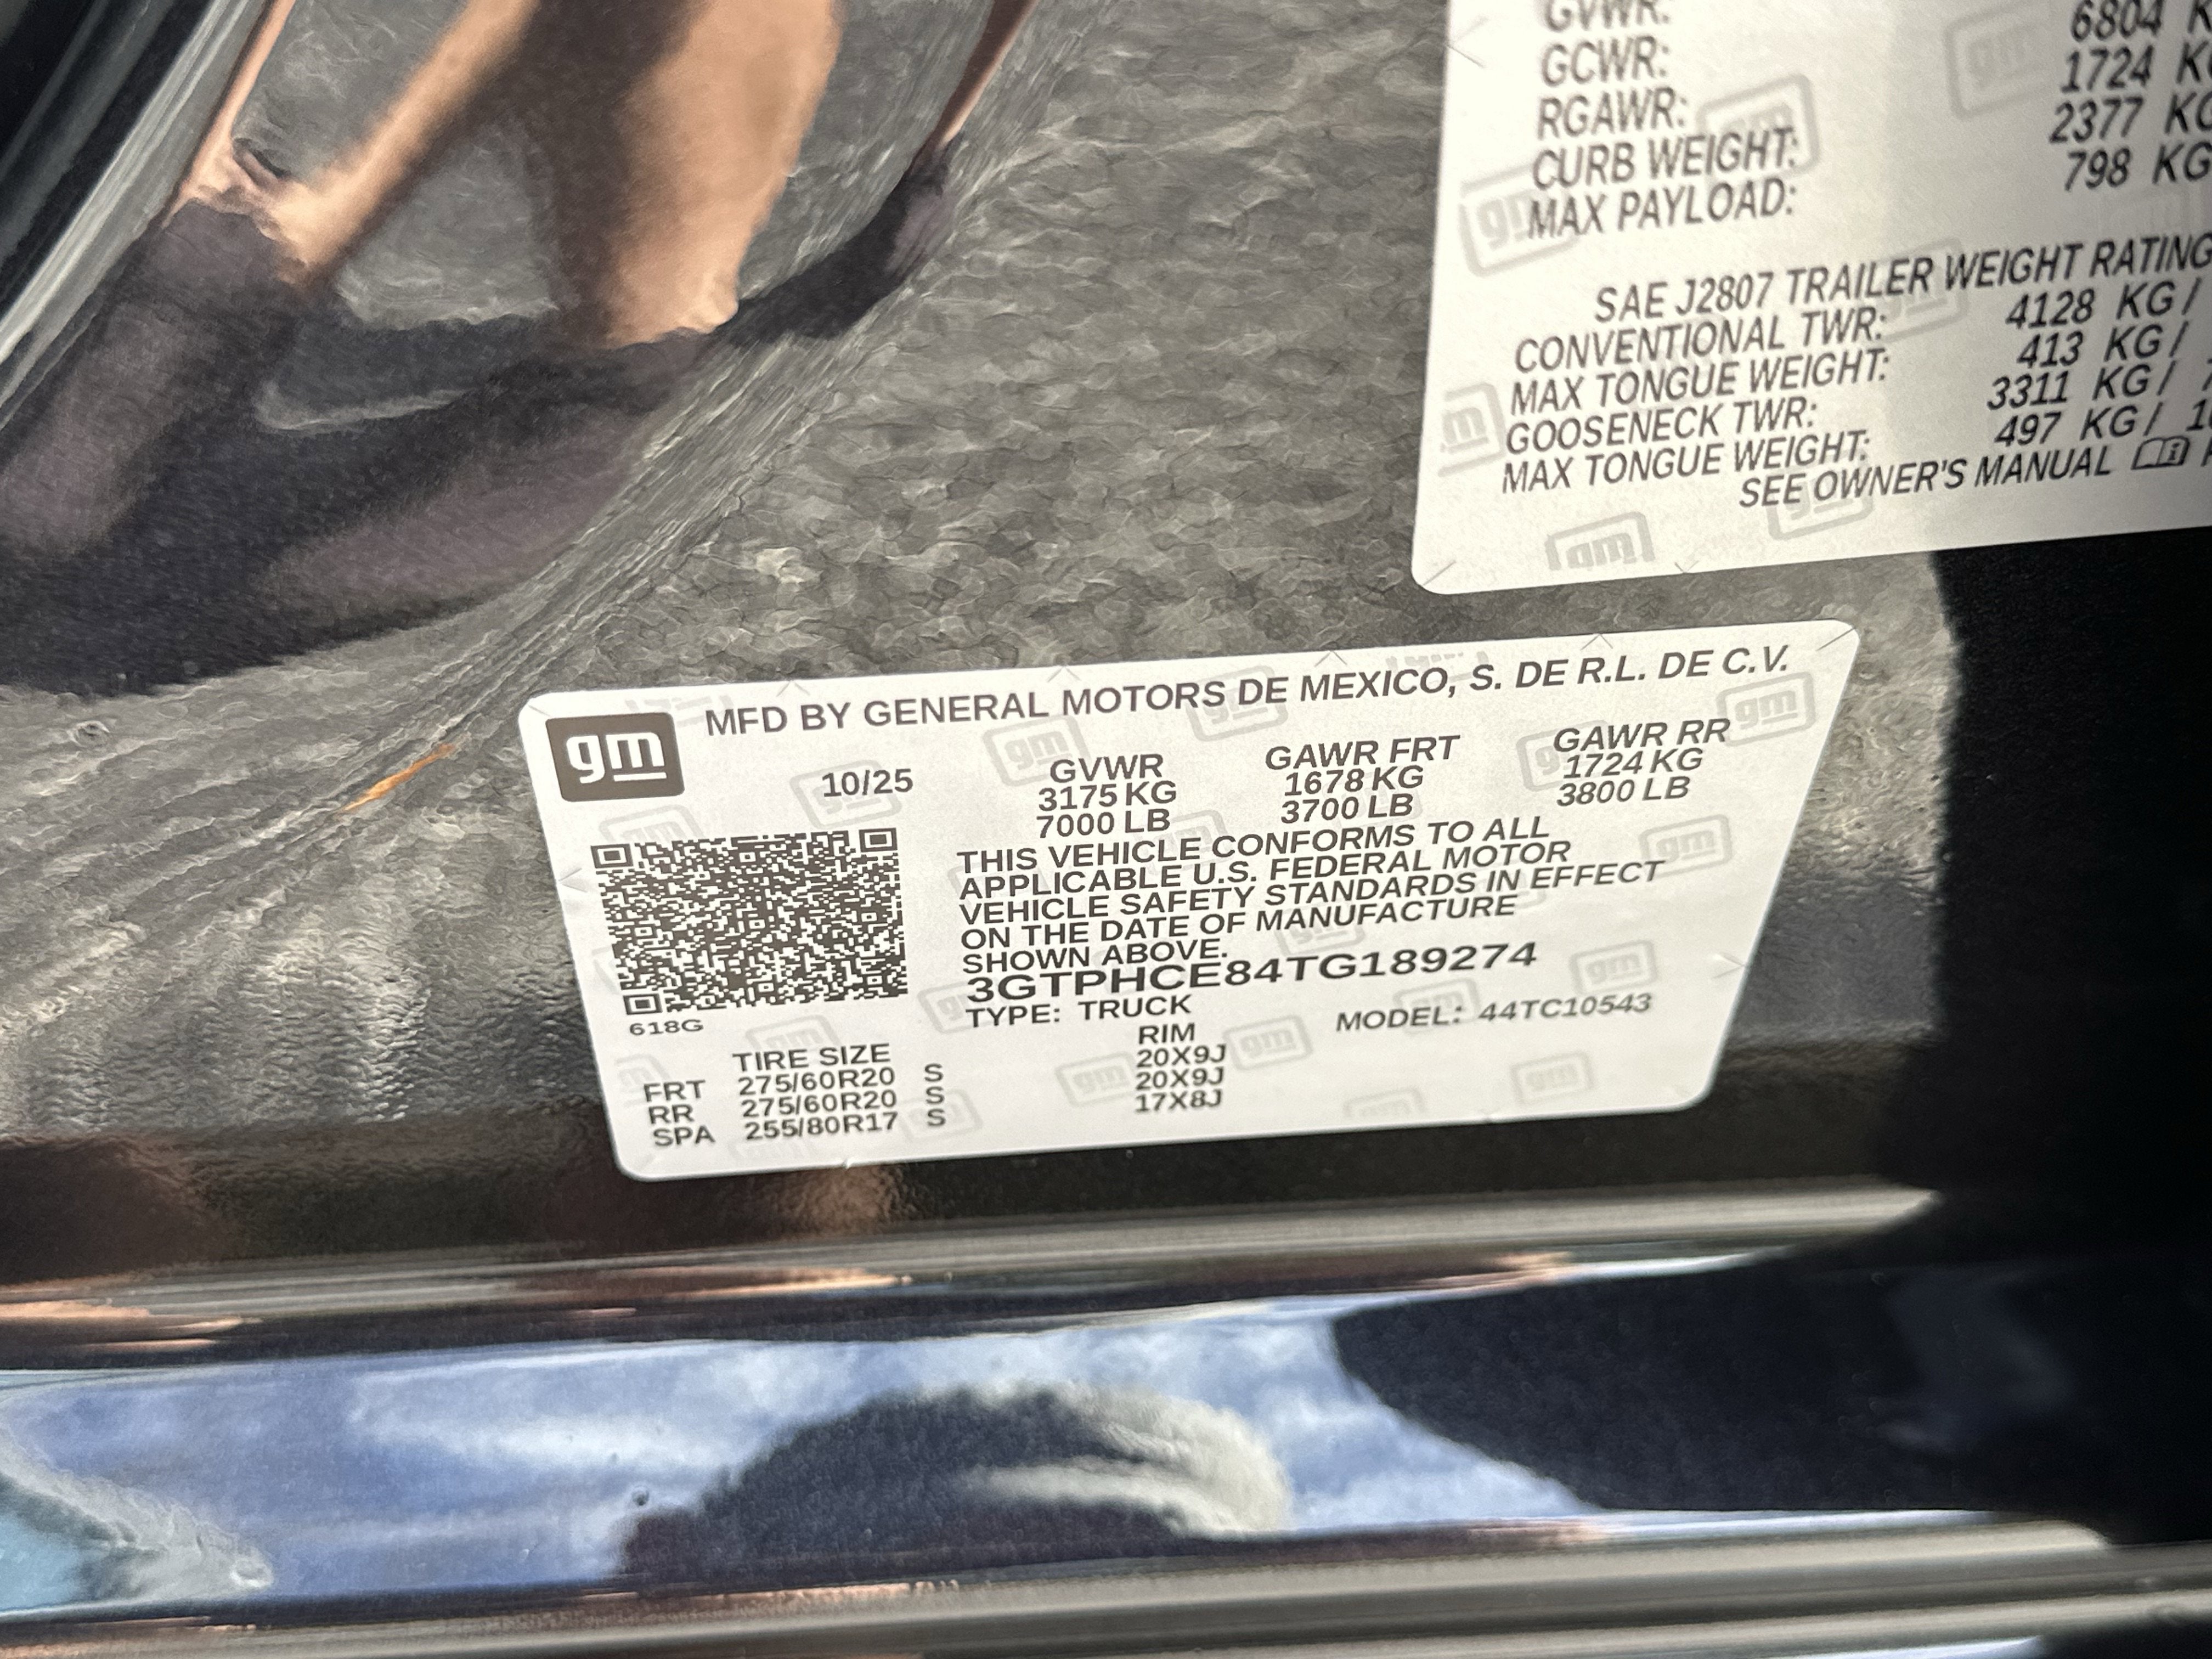 GVWR:
GCWR: 6804
RGAWR: 1724
CURB WEIGHT: 2377 KG
MAX PAYLOAD: 798 KG
SAE J2807 TRAILER WEIGHT RATING
CONVENTIONAL TWR: 4128 KG /
MAX TONGUE WEIGHT: 413 KG /
GOOSENECK TWR: 3311 KG /
MAX TONGUE WEIGHT: 497 KG /
SEE OWNER'S MANUAL
gm
MFD BY GENERAL MOTORS DE MEXICO, S. DE R.L. DE C.V.
10/25 GVWR GAWR FRT GAWR RR
3175 KG 1678 KG 1724 KG
7000 LB 3700 LB 3800 LB
THIS VEHICLE CONFORMS TO ALL
APPLICABLE U.S. FEDERAL MOTOR
VEHICLE SAFETY STANDARDS IN EFFECT
ON THE DATE OF MANUFACTURE
SHOWN ABOVE.
3GTPHCE84TG189274
618G
TYPE: TRUCK MODEL: 44TC10543
TIRE SIZE RIM
FRT 275/60R20 S 20X9J
RR 275/60R20 S 20X9J
SPA 255/80R17 S 17X8J